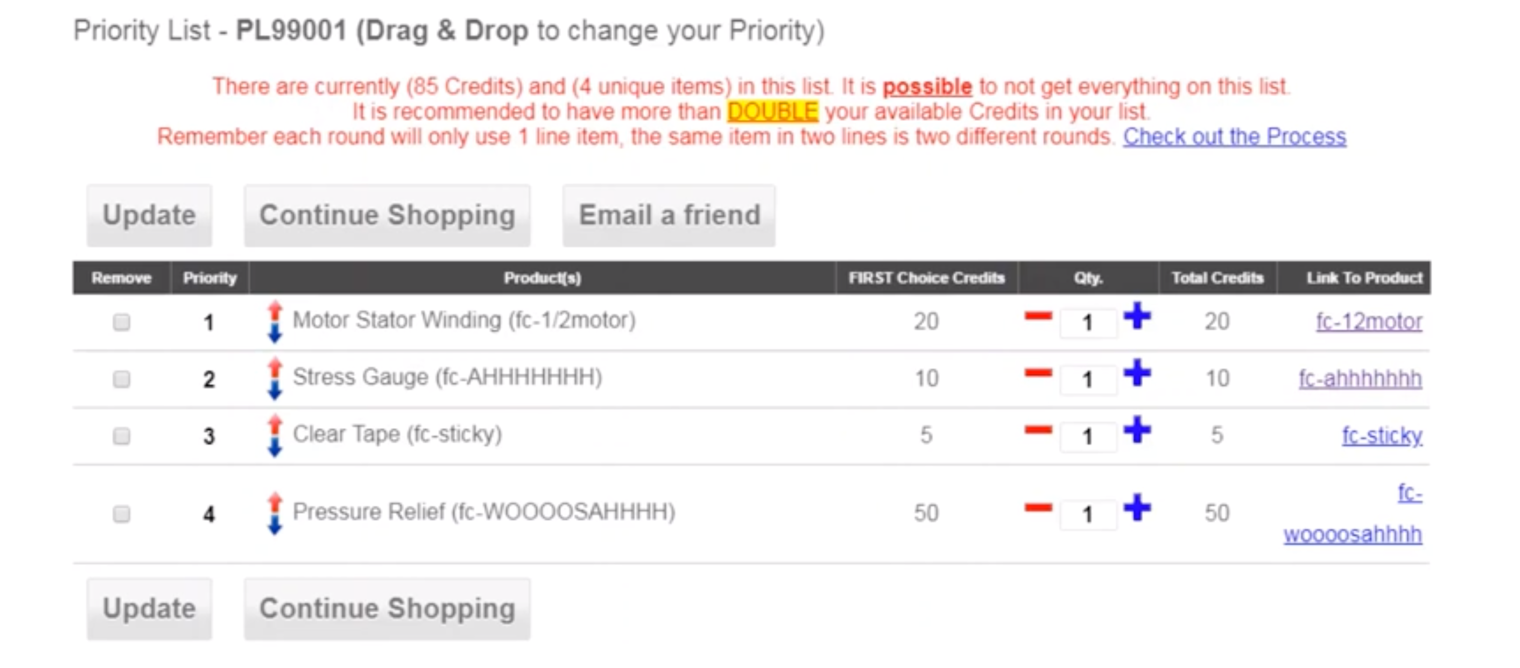 Priority List - PL99001 (Drag & Drop to change your Priority)
There are currently (85 Credits) and (4 unique items) in this list. It is possible to not get everything on this list.
It is recommended to have more than DOUBLE your available Credits in your list.
Remember each round will only use 1 line item, the same item in two lines is two different rounds. Check out the Process
Update Continue Shopping Email a friend
Remove Priority Product(s) FIRST Choice Credits Qty. Total Credits Link To Product
1 Motor Stator Winding (fc-1/2motor) 20 1 20 fc-12motor
2 Stress Gauge (fc-AHHHHHHH) 10 1 10 fc-ahhhhhhh
3 Clear Tape (fc-sticky) 5 1 5 fc-sticky
4 Pressure Relief (fc-WOOOOSAHHHH) 50 1 50 fc-
woooosahhhh
Update Continue Shopping